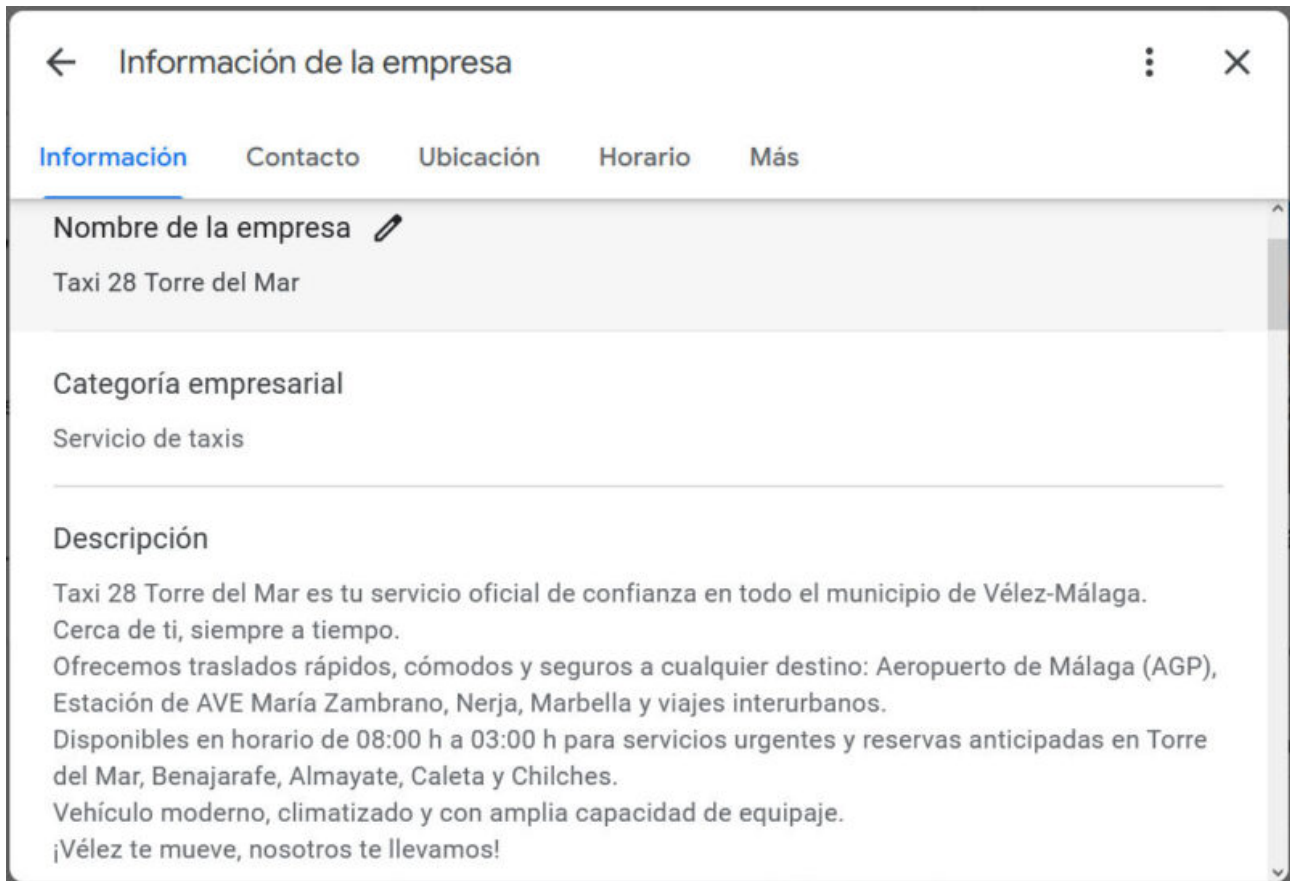 Información de la empresa
Información Contacto Ubicación Horario Más
Nombre de la empresa
Taxi 28 Torre del Mar
Categoría empresarial
Servicio de taxis
Descripción
Taxi 28 Torre del Mar es tu servicio oficial de confianza en todo el municipio de Vélez-Málaga.
Cerca de ti, siempre a tiempo.
Ofrecemos traslados rápidos, cómodos y seguros a cualquier destino: Aeropuerto de Málaga (AGP),
Estación de AVE María Zambrano, Nerja, Marbella y viajes interurbanos.
Disponibles en horario de 08:00 h a 03:00 h para servicios urgentes y reservas anticipadas en Torre
del Mar, Benajarafe, Almayate, Caleta y Chilches.
Vehículo moderno, climatizado y con amplia capacidad de equipaje.
¡Vélez te mueve, nosotros te llevamos!